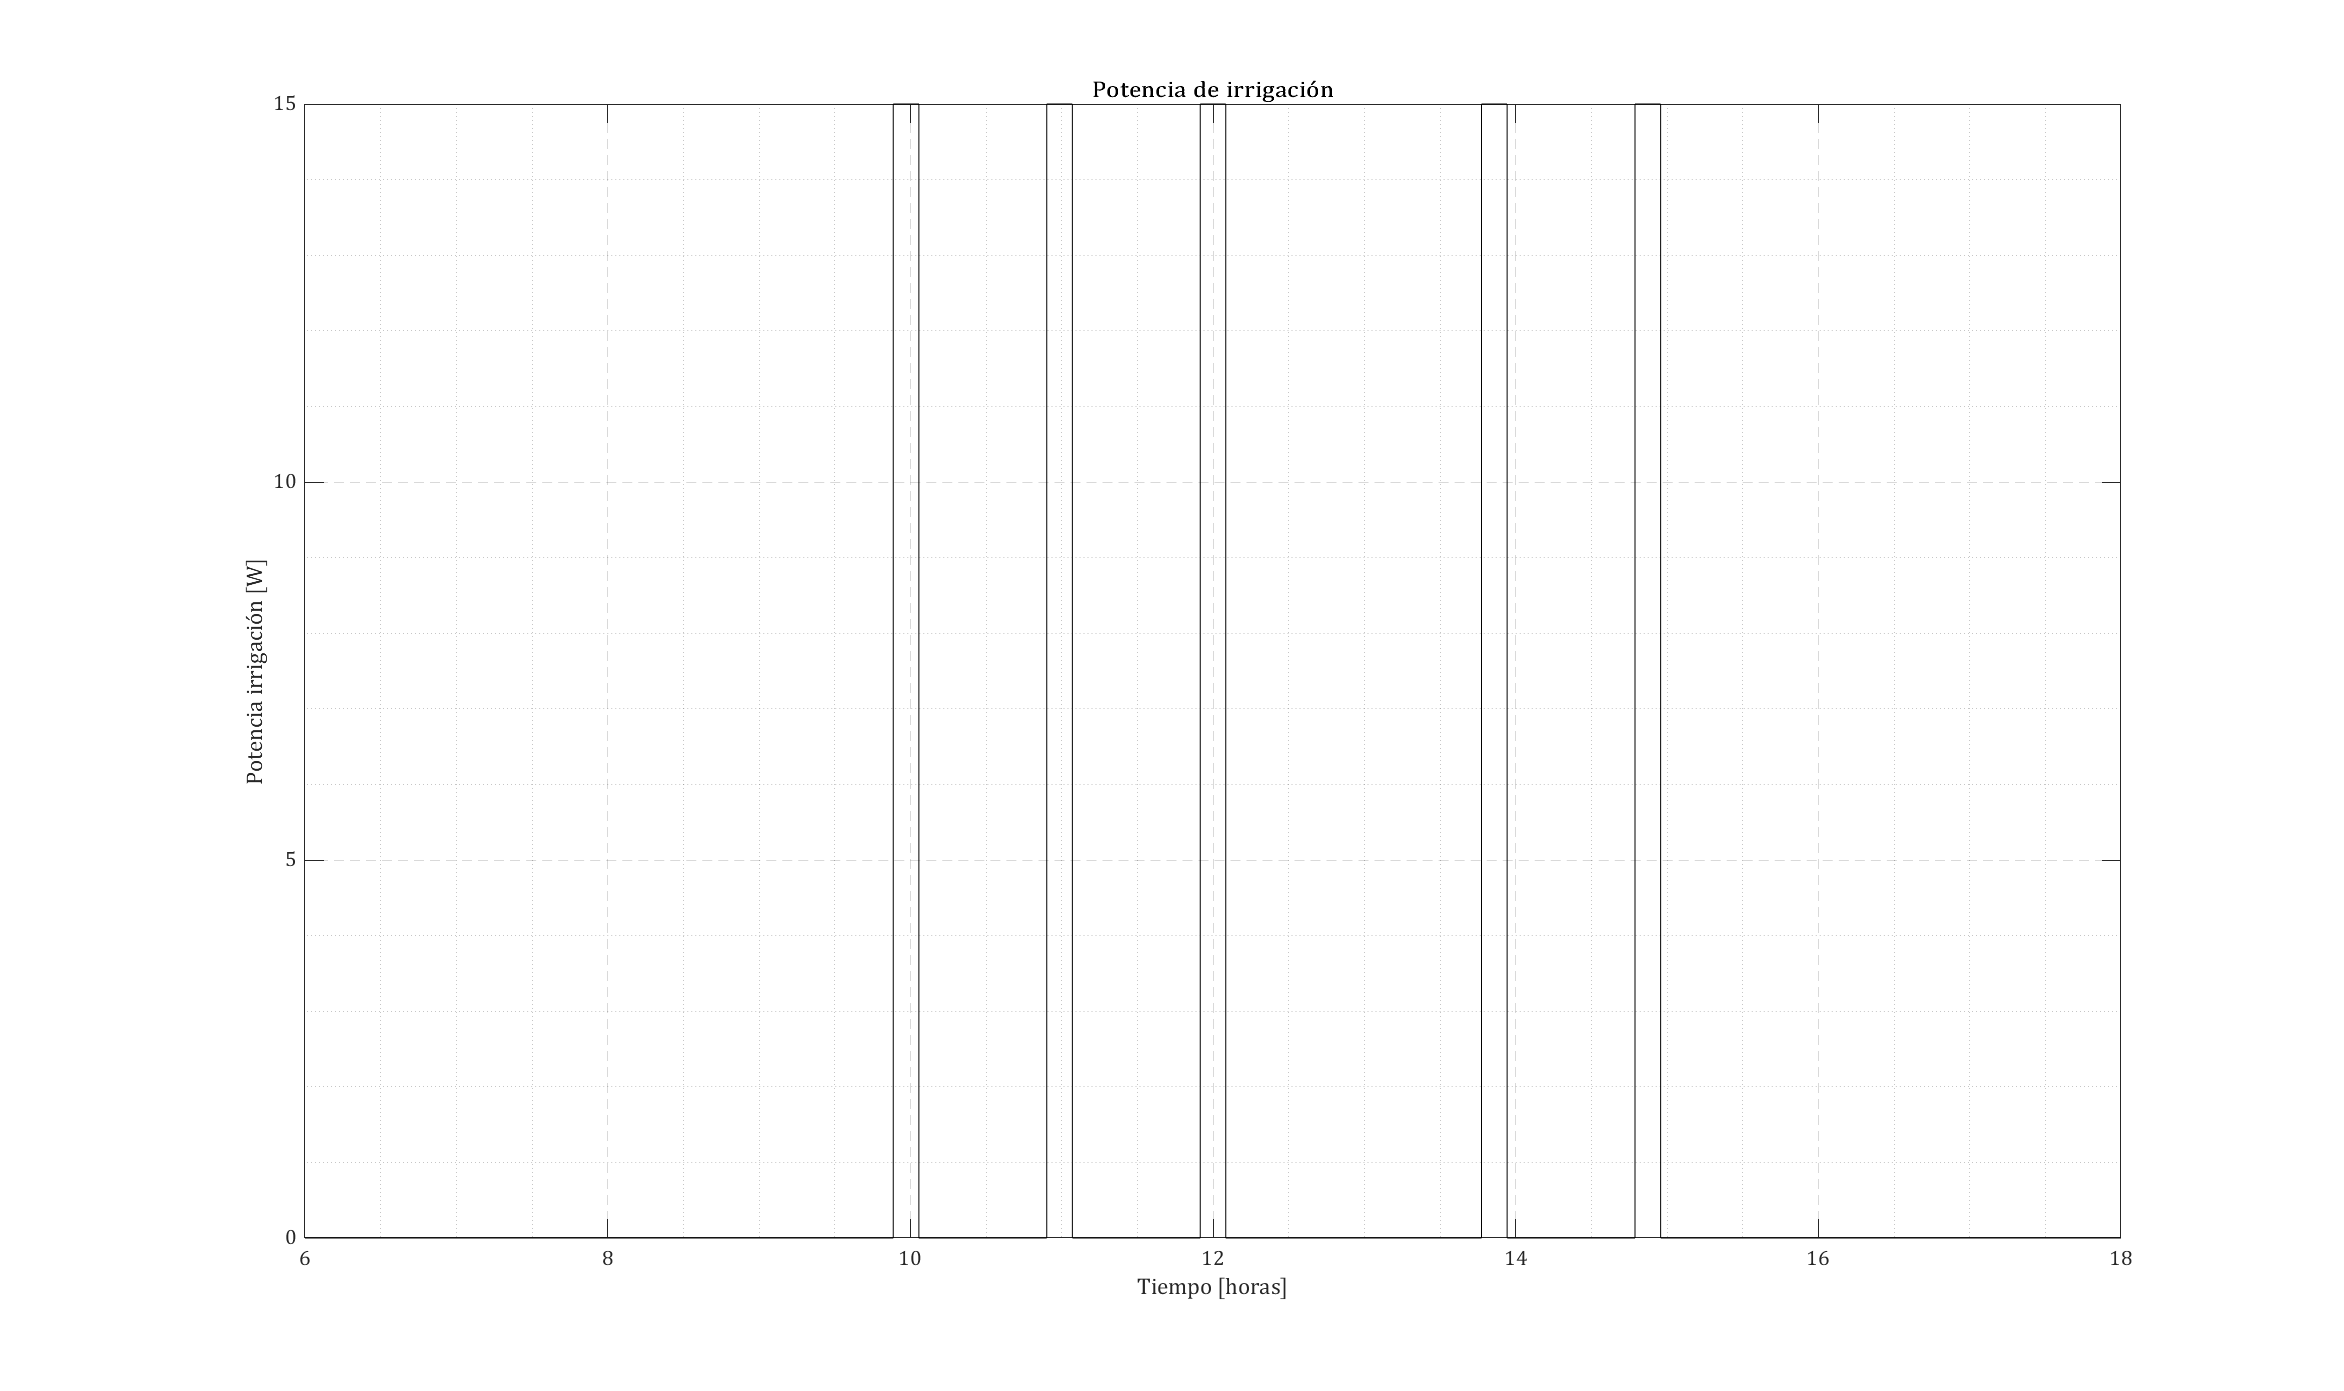 Potencia de irrigación
15
10
5
0
Potencia irrigación [W]
6 8 10 12 14 16 18
Tiempo [horas]